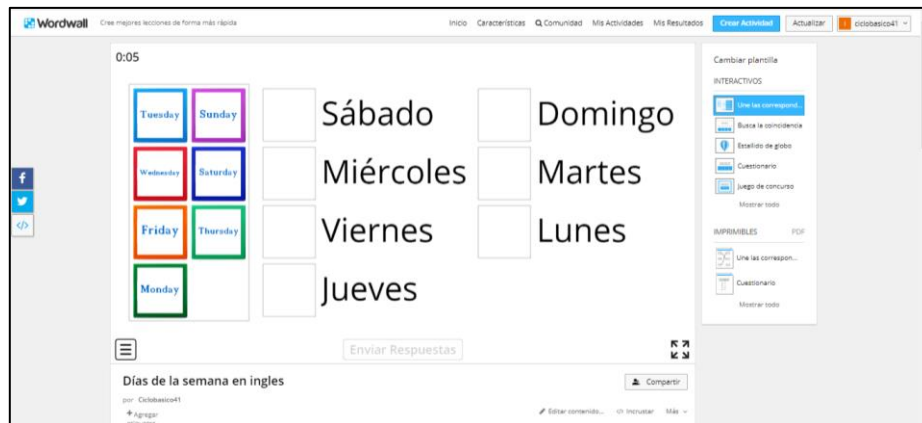 Wordwall Cree mejores lecciones de forma más rápida
Inicio Características Comunidad Mis Actividades Mis Resultados Crear Actividad Actualizar ciclobasico41
0:05
Tuesday Sunday
Wednesday Saturday
Friday Thursday
Monday
Sábado Domingo
Miércoles Martes
Viernes Lunes
Jueves
Enviar Respuestas
Días de la semana en ingles
por Ciclobasico41
Agregar
Compartir
Editar contenido... Incrustar Más
Cambiar plantilla
INTERACTIVOS
Une las correspond...
Busca la coincidencia
Estallido de globo
Cuestionario
Juego de concurso
Mostrar todo
IMPRIMIBLES PDF
Une las correspon...
Cuestionario
Mostrar todo